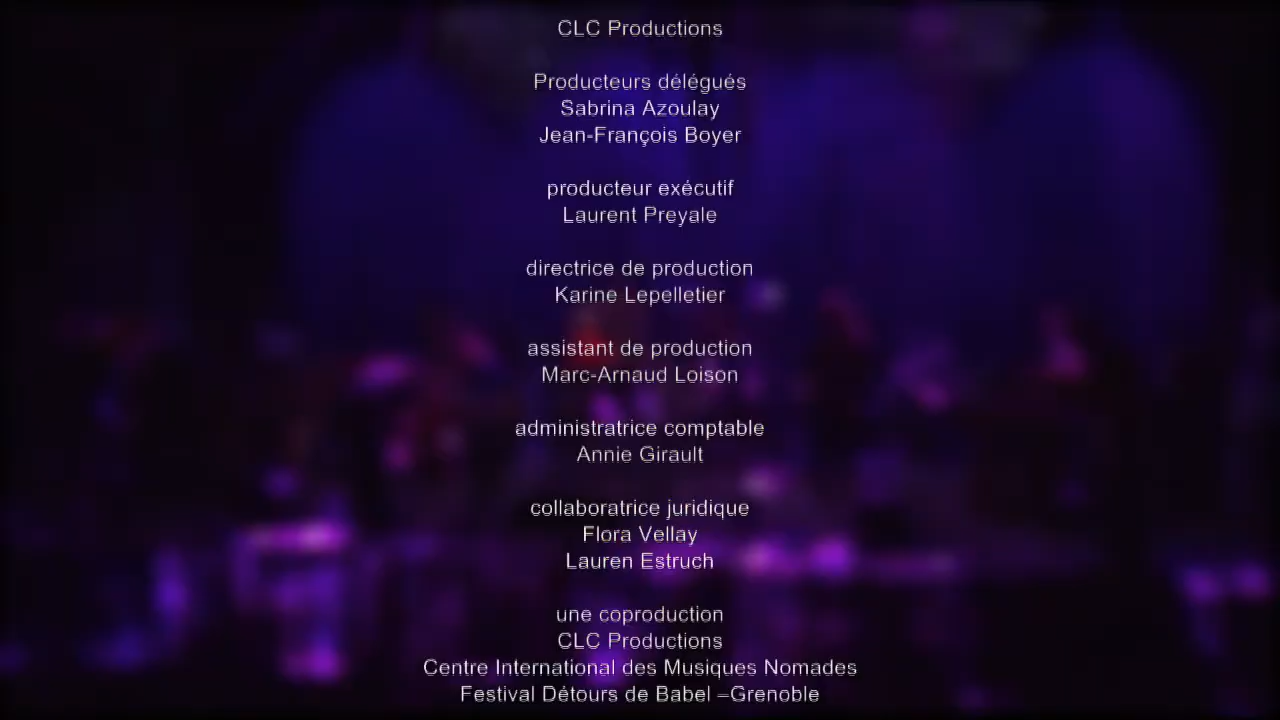 CLC Productions
Producteurs délégués
Sabrina Azoulay
Jean-François Boyer
producteur exécutif
Laurent Preyale
directrice de production
Karine Lepelletier
assistant de production
Marc-Arnaud Loison
administratrice comptable
Annie Girault
collaboratrice juridique
Flora Vellay
Lauren Estruch
une coproduction
CLC Productions
Centre International des Musiques Nomades
Festival Détours de Babel –Grenoble